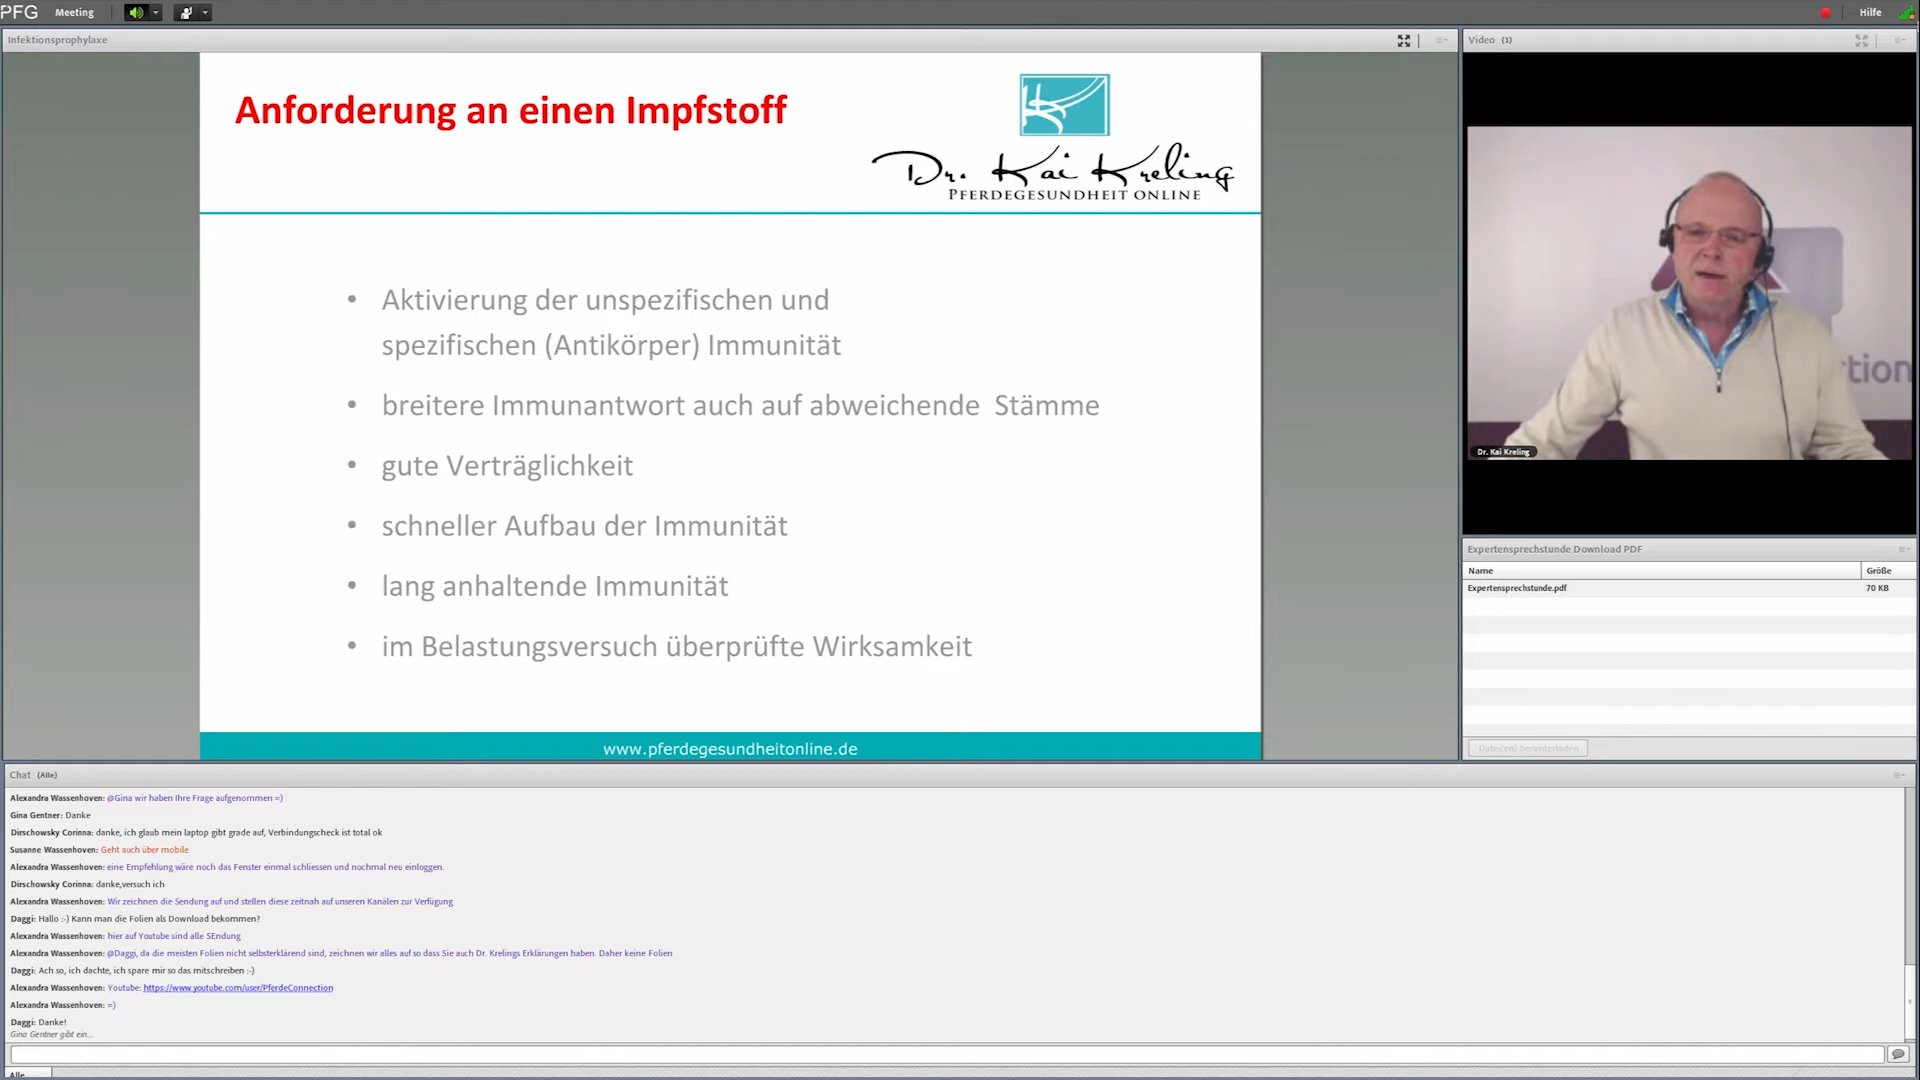 PFG
Meeting
Hilfe
Infektionsprophylaxe
Video (1)
Anforderung an einen Impfstoff
Dr. Kai Kreling
PFERDEGESUNDHEIT ONLINE
• Aktivierung der unspezifischen und
spezifischen (Antikörper) Immunität
• breitere Immunantwort auch auf abweichende Stämme
• gute Verträglichkeit
• schneller Aufbau der Immunität
• lang anhaltende Immunität
• im Belastungsversuch überprüfte Wirksamkeit
www.pferdegesundheitonline.de
tion
Dr. Kai Kreling
Expertensprechstunde Download PDF
Name Größe
Expertensprechstunde.pdf 70 KB
Datei(en) herunterladen
Chat (Alle)
Alexandra Wassenhoven: @Gina wir haben Ihre Frage aufgenommen =)
Gina Gentner: Danke
Dirschowsky Corinna: danke, ich glaub mein laptop gibt grade auf, Verbindungscheck ist total ok
Susanne Wassenhoven: Geht auch über mobile
Alexandra Wassenhoven: eine Empfehlung wäre noch das Fenster einmal schliessen und nochmal neu einloggen.
Dirschowsky Corinna: danke,versuch ich
Alexandra Wassenhoven: Wir zeichnen die Sendung auf und stellen diese zeitnah auf unseren Kanälen zur Verfügung
Daggi: Hallo :-) Kann man die Folien als Download bekommen?
Alexandra Wassenhoven: hier auf Youtube sind alle SEndung
Alexandra Wassenhoven: @Daggi, da die meisten Folien nicht selbsterklärend sind, zeichnen wir alles auf so dass Sie auch Dr. Krelings Erklärungen haben. Daher keine Folien
Daggi: Ach so, ich dachte, ich spare mir so das mitschreiben :-)
Alexandra Wassenhoven: Youtube: https://www.youtube.com/user/PferdeConnection
Alexandra Wassenhoven: =)
Daggi: Danke!
Gina Gentner gibt ein...
Alle